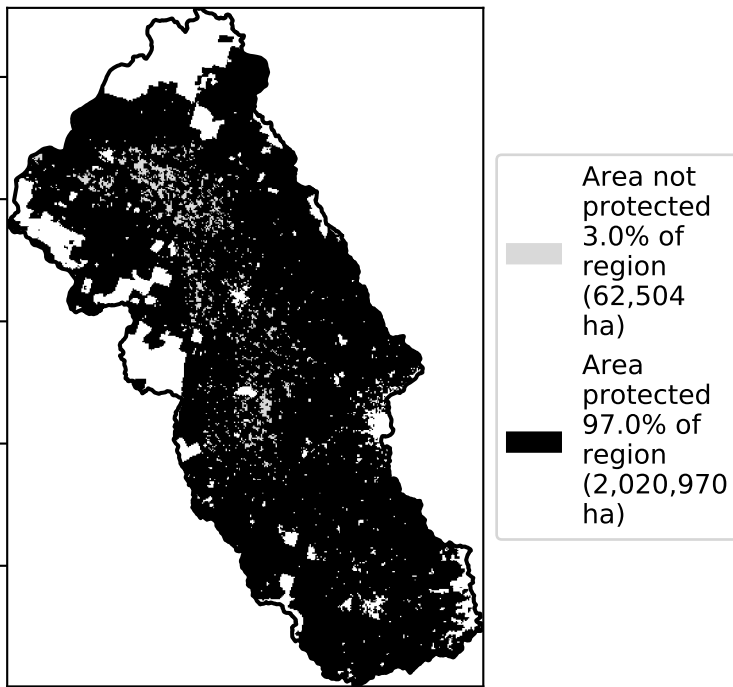 Area not
protected
3.0% of
region
(62,504
ha)
Area
protected
97.0% of
region
(2,020,970
ha)